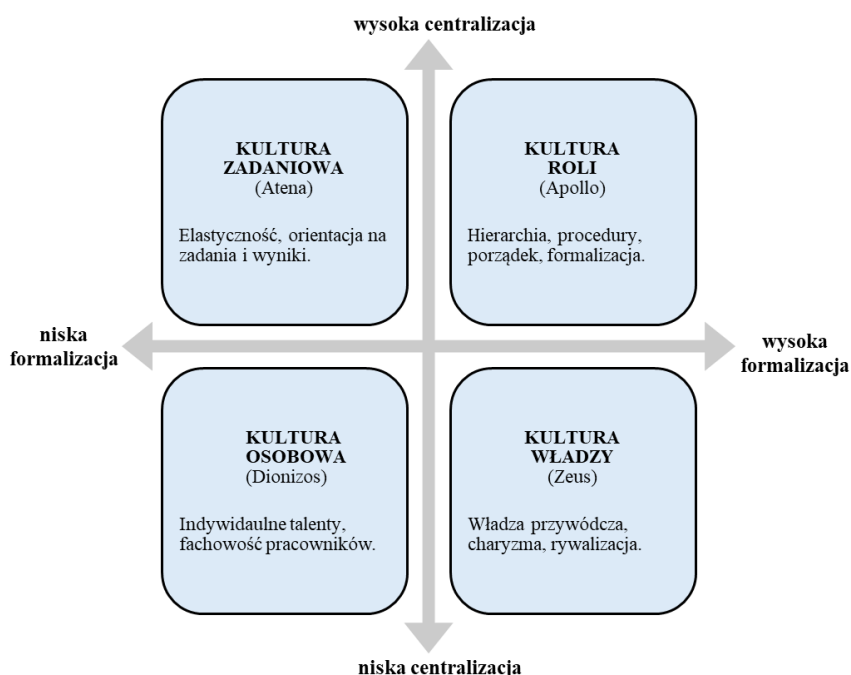 wysoka centralizacja
KULTURA
ZADANIOWA
(Atena)
Elastyczność, orientacja na
zadania i wyniki.
KULTURA
ROLI
(Apollo)
Hierarchia, procedury,
porządek, formalizacja.
niska
formalizacja
wysoka
formalizacja
KULTURA
OSOBOWA
(Dionizos)
Indywidaulne talenty,
fachowość pracowników.
KULTURA
WŁADZY
(Zeus)
Władza przywódcza,
charyzma, rywalizacja.
niska centralizacja